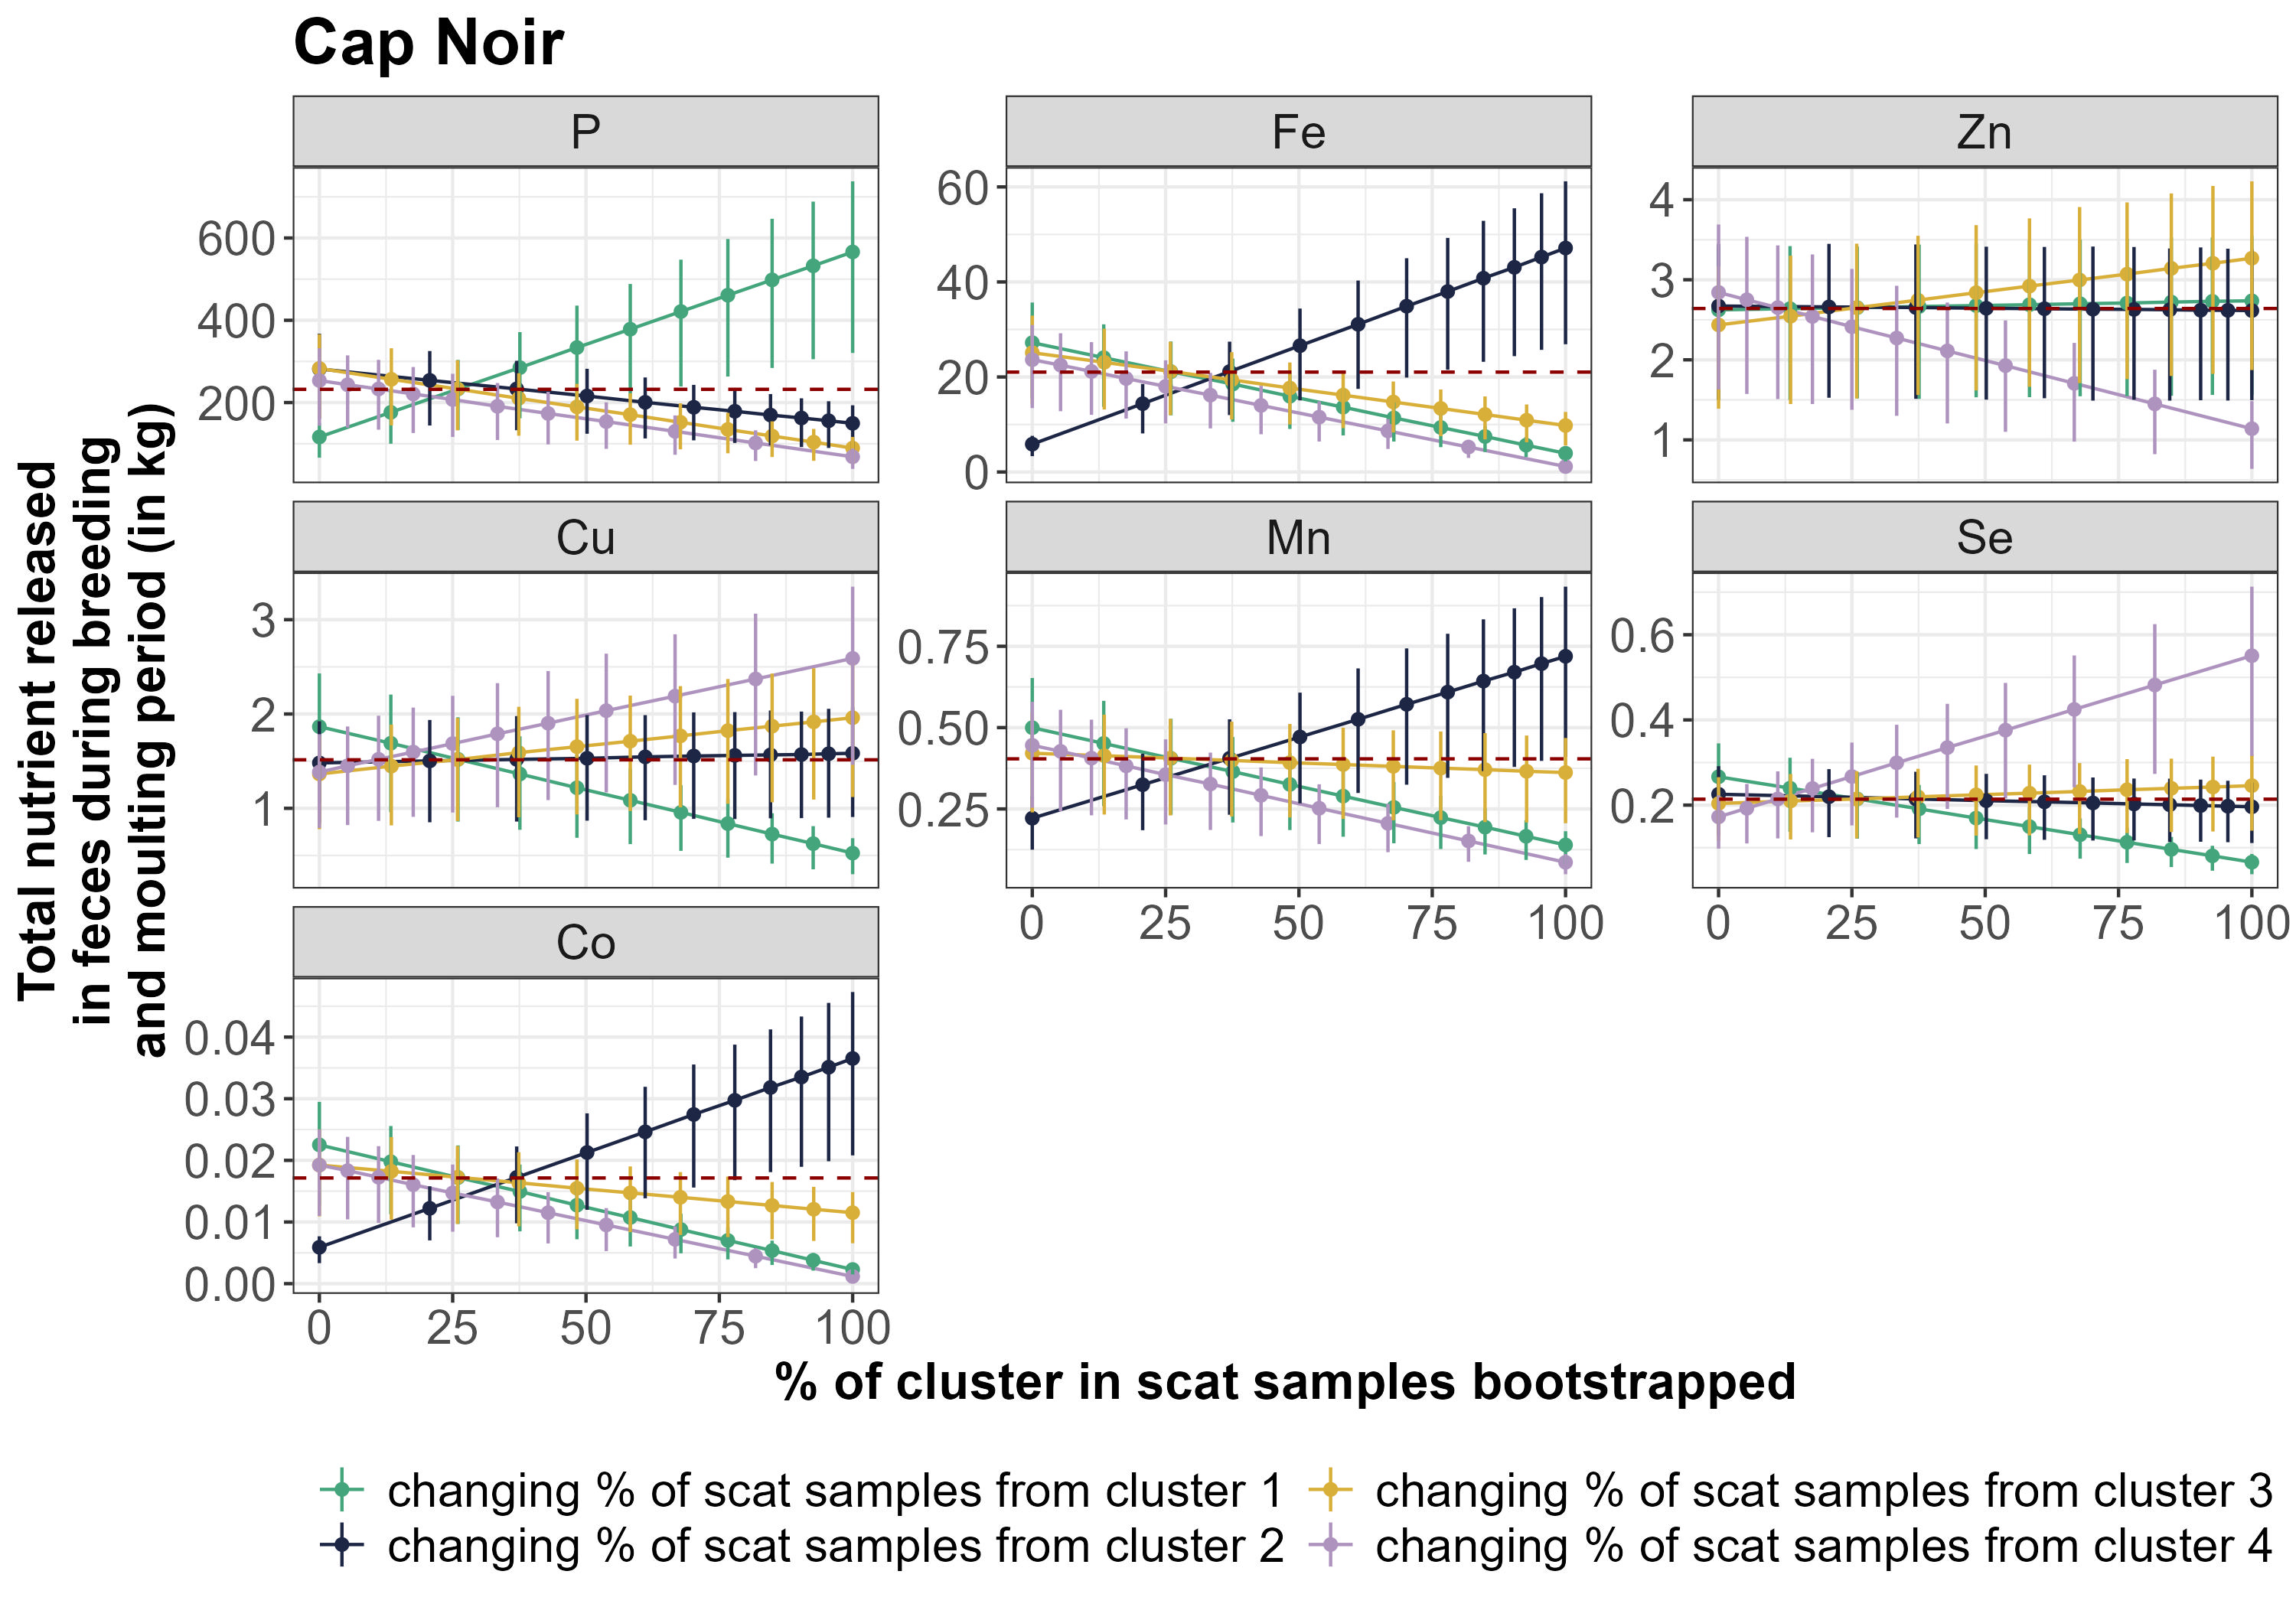 Cap Noir
P
Fe
Zn
600
400
200
60
40
20
0
4
3
2
1
Total nutrient released
in feces during breeding
and moulting period (in kg)
Cu
Mn
Se
3
2
1
0.75
0.50
0.25
0.6
0.4
0.2
0 25 50 75 100
0 25 50 75 100
Co
0.04
0.03
0.02
0.01
0.00
0 25 50 75 100
% of cluster in scat samples bootstrapped
changing % of scat samples from cluster 1
changing % of scat samples from cluster 3
changing % of scat samples from cluster 2
changing % of scat samples from cluster 4